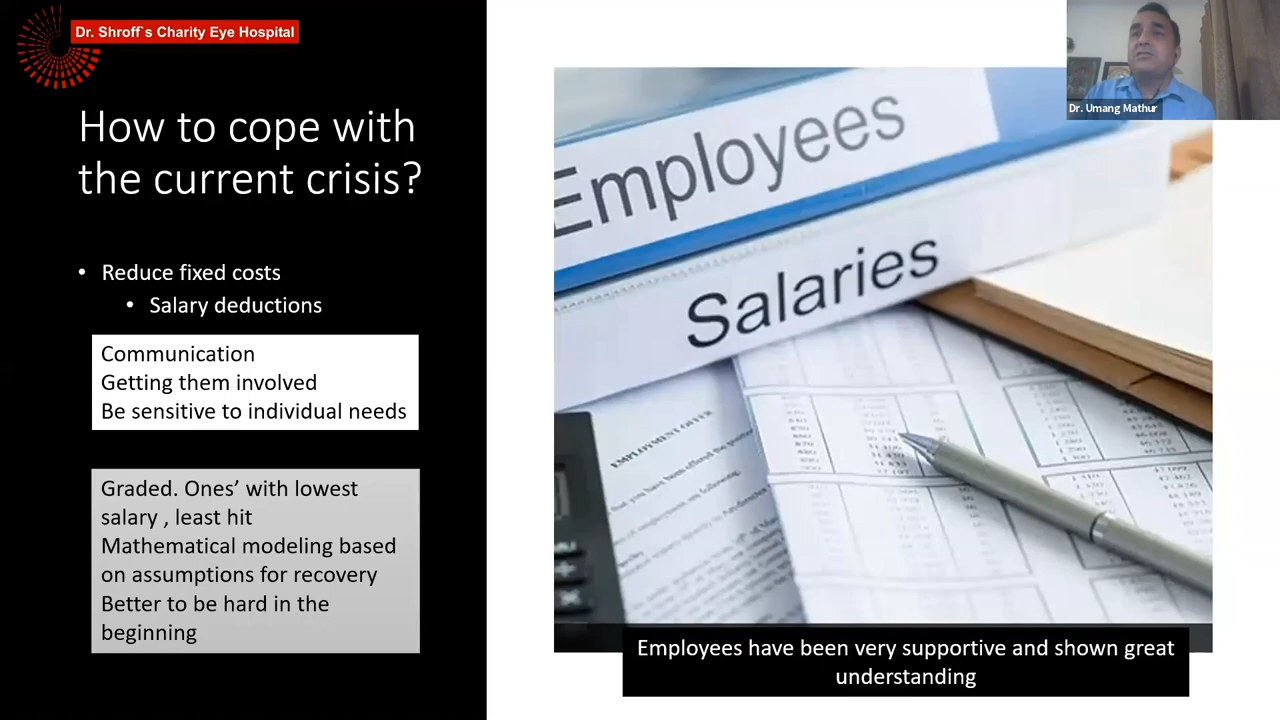 Dr. Shroff`s Charity Eye Hospital
Dr. Umang Mathur
How to cope with
the current crisis?
• Reduce fixed costs
• Salary deductions
Communication
Getting them involved
Be sensitive to individual needs
Graded. Ones’ with lowest
salary , least hit
Mathematical modeling based
on assumptions for recovery
Better to be hard in the
beginning
Employees
Salaries
EMPLOYMENT OFFER
Employees have been very supportive and shown great
understanding